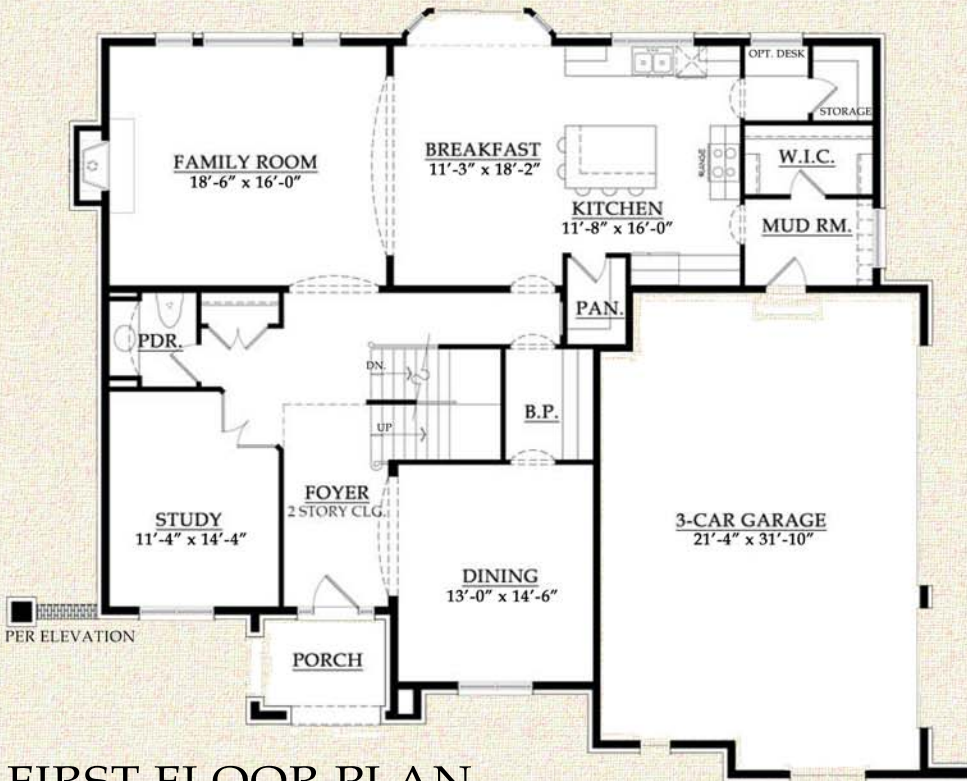 OPT. DESK
STORAGE
FAMILY ROOM
18'-6" x 16'-0"
BREAKFAST
11'-3" x 18'-2"
RANGE
W.I.C.
KITCHEN
11'-8" x 16'-0"
MUD RM.
PAN.
PDR.
DN.
UP
B.P.
FOYER
2 STORY CLG.
STUDY
11'-4" x 14'-4"
3-CAR GARAGE
21'-4" x 31'-10"
DINING
13'-0" x 14'-6"
PER ELEVATION
PORCH
FIRST FLOOR PLAN